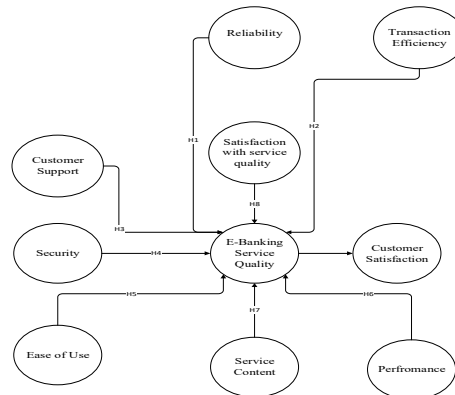 Reliability
Transaction
Efficiency
H1
H2
Satisfaction
with service
quality
Customer
Support
H8
H3
E-Banking
Service
Quality
Security
H4
Customer
Satisfaction
H5
H6
H7
Ease of Use
Service
Content
Perfromance